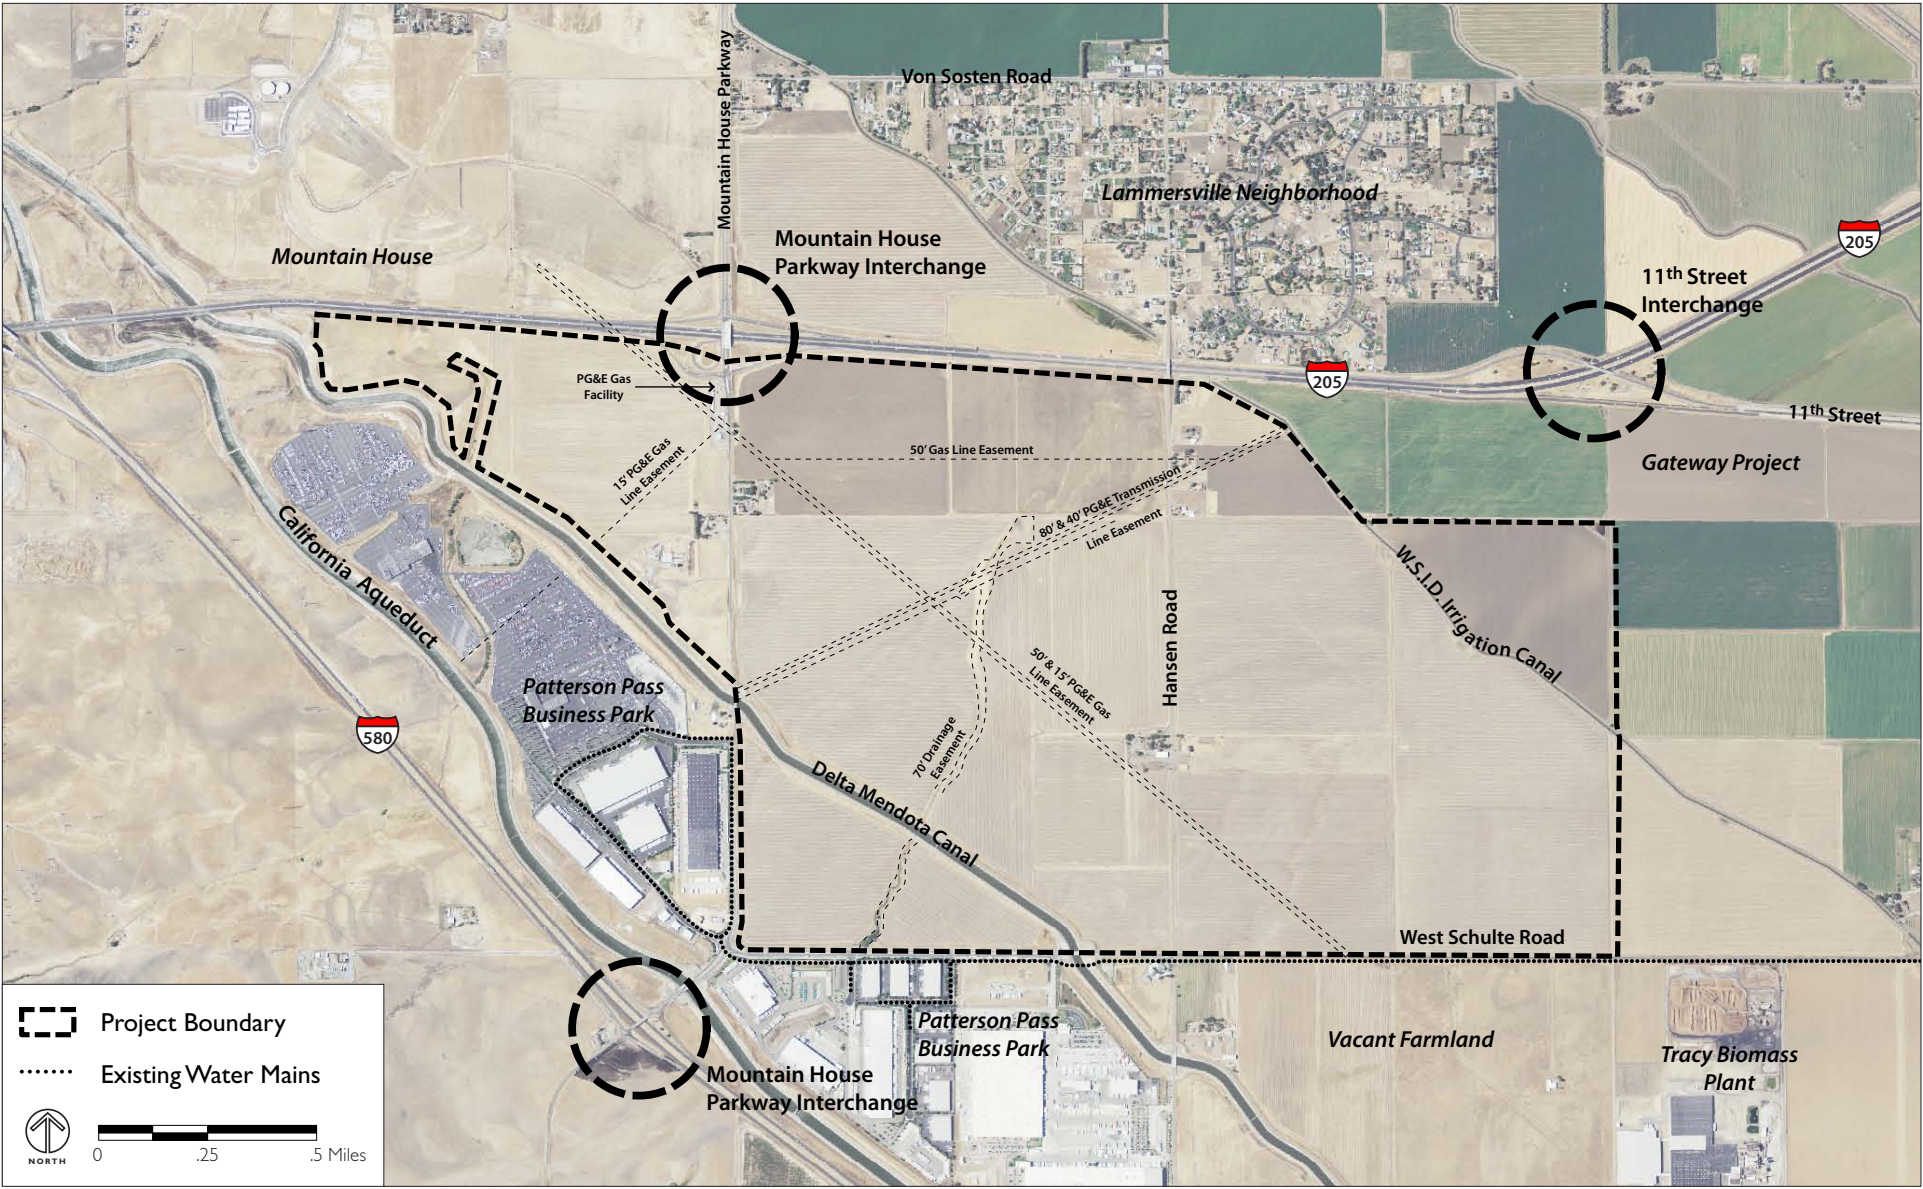 Von Sosten Road
Mountain House Parkway
Lammersville Neighborhood
Mountain House
Mountain House
Parkway Interchange
205
11th Street
Interchange
PG&E Gas
Facility
205
11th Street
15' PG&E Gas
Line Easement
50' Gas Line Easement
Gateway Project
80' & 40' PG&E Transmission
Line Easement
California Aqueduct
W.S.I.D. Irrigation Canal
Hansen Road
50' & 15' PG&E Gas
Line Easement
Patterson Pass
Business Park
580
70' Drainage
Easement
Delta Mendota Canal
West Schulte Road
Project Boundary
Existing Water Mains
NORTH
0 .25 .5 Miles
Mountain House
Parkway Interchange
Patterson Pass
Business Park
Vacant Farmland
Tracy Biomass
Plant